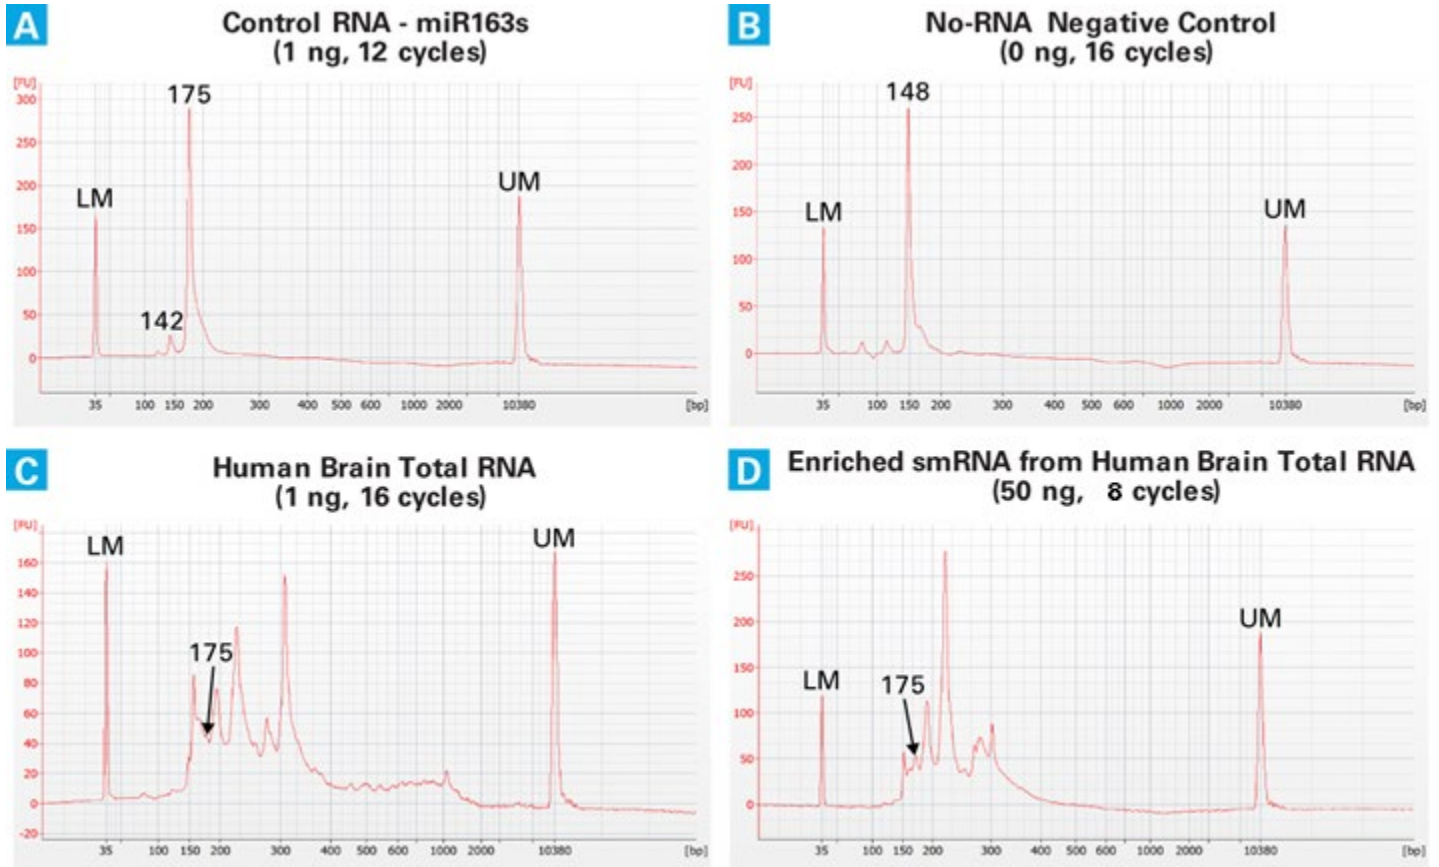 A
Control RNA - miR163s
(1 ng, 12 cycles)
[FU]
300
250
200
150
100
50
0
LM
142
175
UM
35 100 150 200 300 400 500 600 1000 2000 10380 [bp]
B
No-RNA Negative Control
(0 ng, 16 cycles)
[FU]
250
200
150
100
50
0
LM
148
UM
35 100 150 200 300 400 500 600 1000 2000 10380 [bp]
C
Human Brain Total RNA
(1 ng, 16 cycles)
[FU]
160
140
120
100
80
60
40
20
0
-20
LM
175
UM
35 100 150 200 300 400 500 600 1000 2000 10380 [bp]
D
Enriched smRNA from Human Brain Total RNA
(50 ng, 8 cycles)
[FU]
250
200
150
100
50
0
LM
175
UM
35 100 150 200 300 400 500 600 1000 2000 10380 [bp]